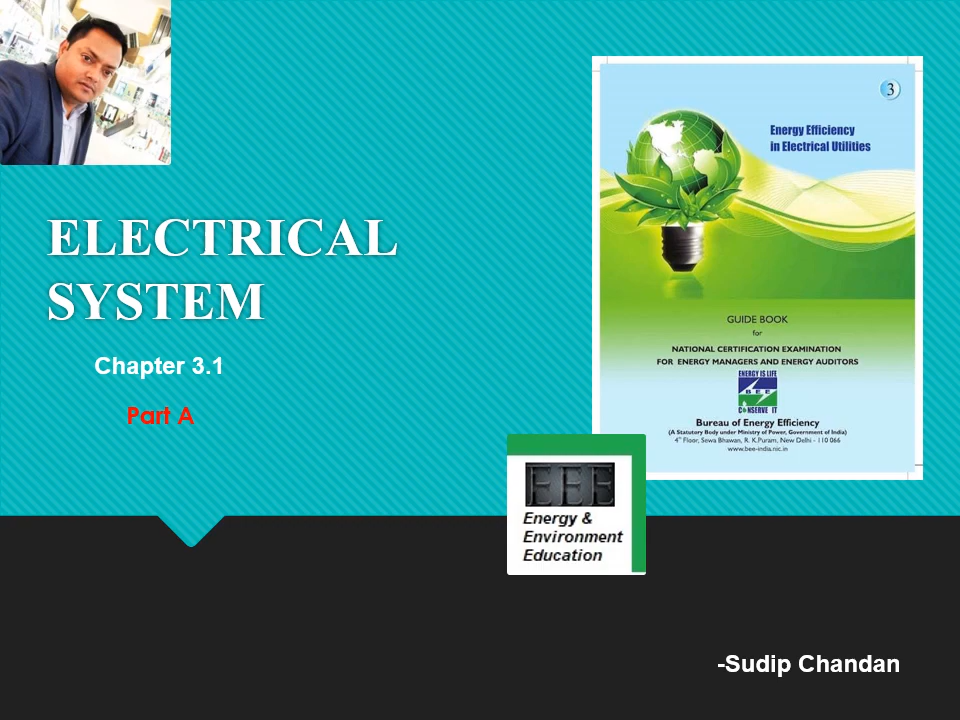 ELECTRICAL
SYSTEM
Chapter 3.1
Part A
3
Energy Efficiency
in Electrical Utilities
GUIDE BOOK
for
NATIONAL CERTIFICATION EXAMINATION
FOR ENERGY MANAGERS AND ENERGY AUDITORS
ENERGY IS LIFE
BEE
CONSERVE IT
Bureau of Energy Efficiency
(A Statutory Body under Ministry of Power, Government of India)
4th Floor, Sewa Bhawan, R. K.Puram, New Delhi - 110 066
www.bee-india.nic.in
EEE
Energy &
Environment
Education
-Sudip Chandan